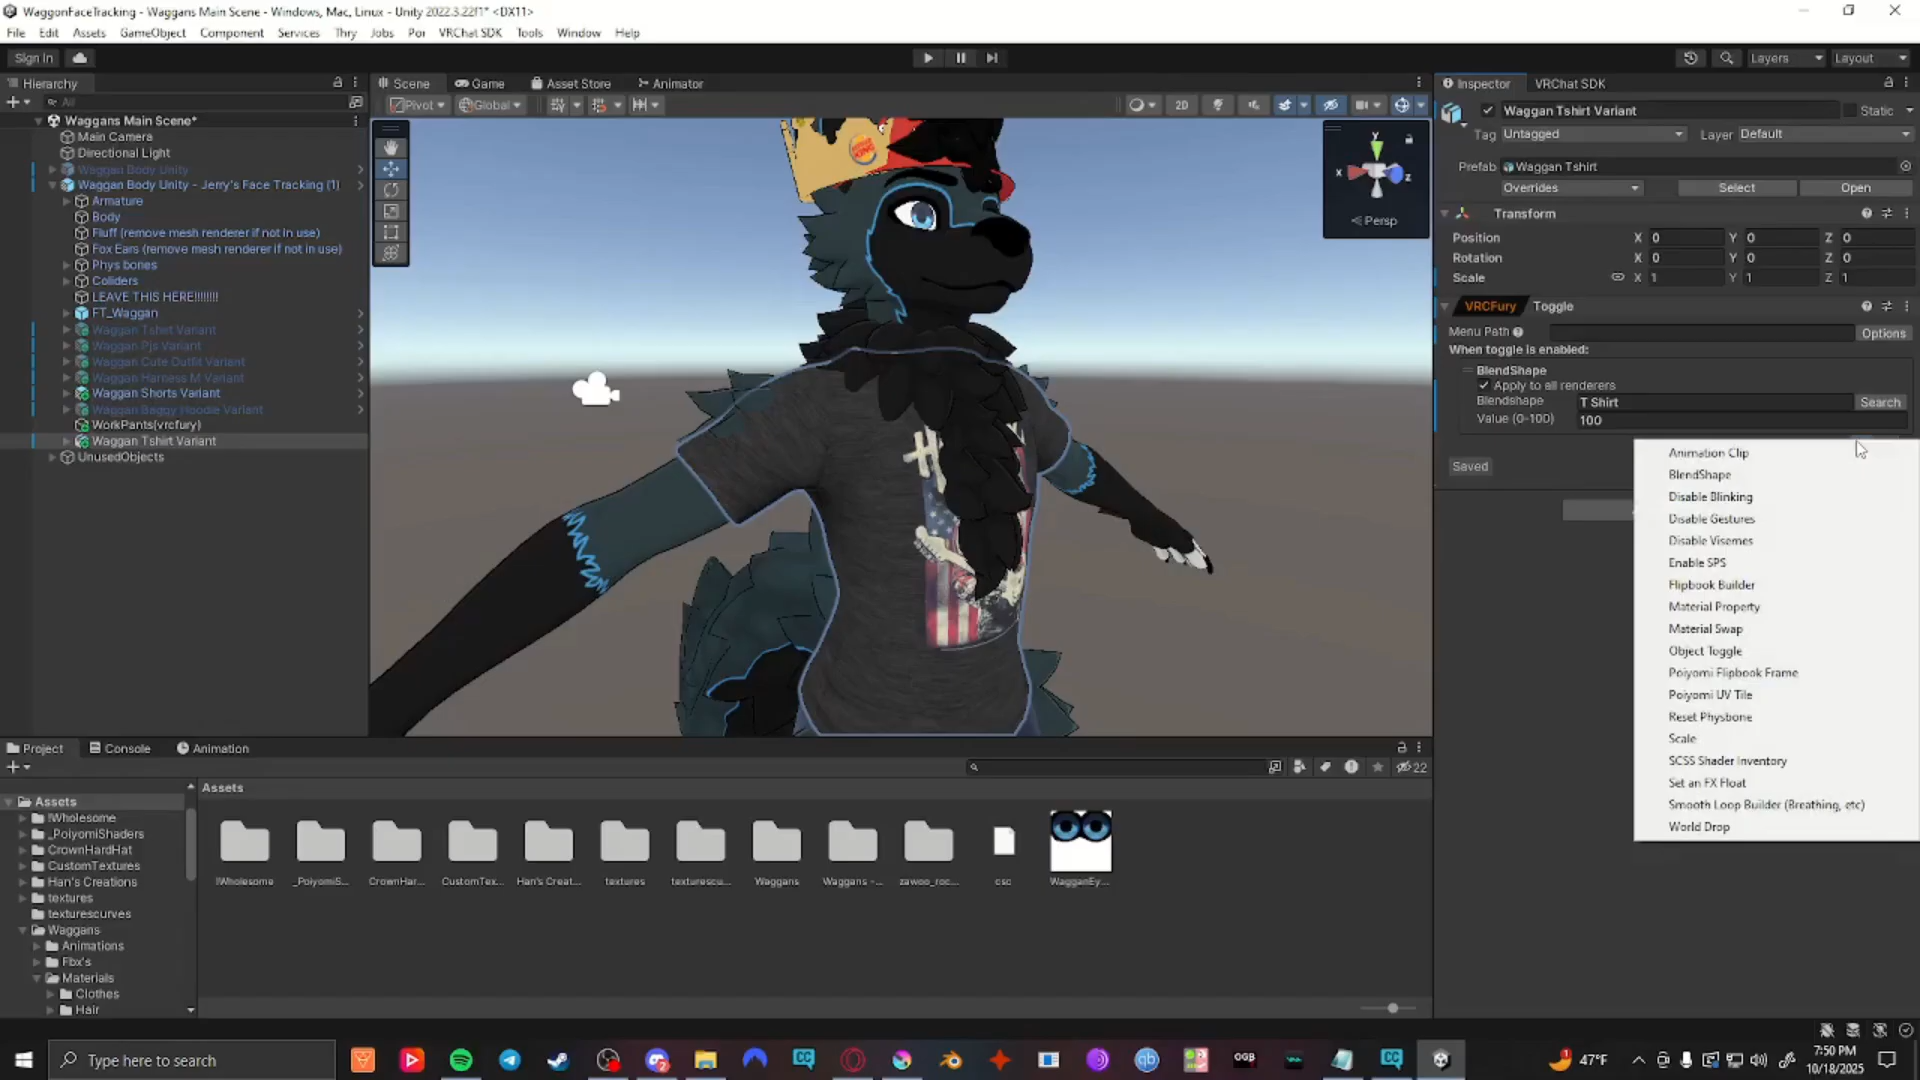 WaggonFaceTracking - Waggans Main Scene - Windows, Mac, Linux - Unity 2022.3.22f1* <DX11>
File Edit Assets GameObject Component Services Thry Jobs Poi VRChat SDK Tools Window Help
Sign In
Layers
Layout
Hierarchy
Scene
Game
Asset Store
Animator
Inspector
VRChat SDK
All
Pivot
Global
2D
Waggans Main Scene*
Main Camera
Directional Light
Waggan Body Unity
Waggan Body Unity - Jerry's Face Tracking (1)
Armature
Body
Fluff (remove mesh renderer if not in use)
Fox Ears (remove mesh renderer if not in use)
Phys bones
Colliders
LEAVE THIS HERE!!!!!!!!
FT_Waggan
Waggan Tshirt Variant
Waggan Pjs Variant
Waggan Cute Outfit Variant
Waggan Harness M Variant
Waggan Shorts Variant
Waggan Baggy Hoodie Variant
WorkPants(vrcfury)
Waggan Tshirt Variant
UnusedObjects
BURGER
KING
y
x
z
Persp
H
Waggan Tshirt Variant
Static
Tag Untagged
Layer Default
Prefab Waggan Tshirt
Overrides
Select
Open
Transform
Position X 0 Y 0 Z 0
Rotation X 0 Y 0 Z 0
Scale X 1 Y 1 Z 1
VRCFury Toggle
Menu Path
Options
When toggle is enabled:
BlendShape
Apply to all renderers
Blendshape T Shirt Search
Value (0-100) 100
Saved
Animation Clip
BlendShape
Disable Blinking
Disable Gestures
Disable Visemes
Enable SPS
Flipbook Builder
Material Property
Material Swap
Object Toggle
Poiyomi Flipbook Frame
Poiyomi UV Tile
Reset Physbone
Scale
SCSS Shader Inventory
Set an FX Float
Smooth Loop Builder (Breathing, etc)
World Drop
Project
Console
Animation
22
Assets
!Wholesome
_PoiyomiShaders
CrownHardHat
CustomTextures
Han's Creations
textures
texturescurves
Waggans
Animations
Fbx's
Materials
Clothes
Hair
Assets
!Wholesome
_PoiyomiS...
CrownHar...
CustomTex...
Han's Creat...
textures
texturescu...
Waggans
Waggans -...
zawoo_roc...
csc
WagganEy...
Type here to search
CC
qb
OGB
CC
47°F
7:50 PM
10/18/2025